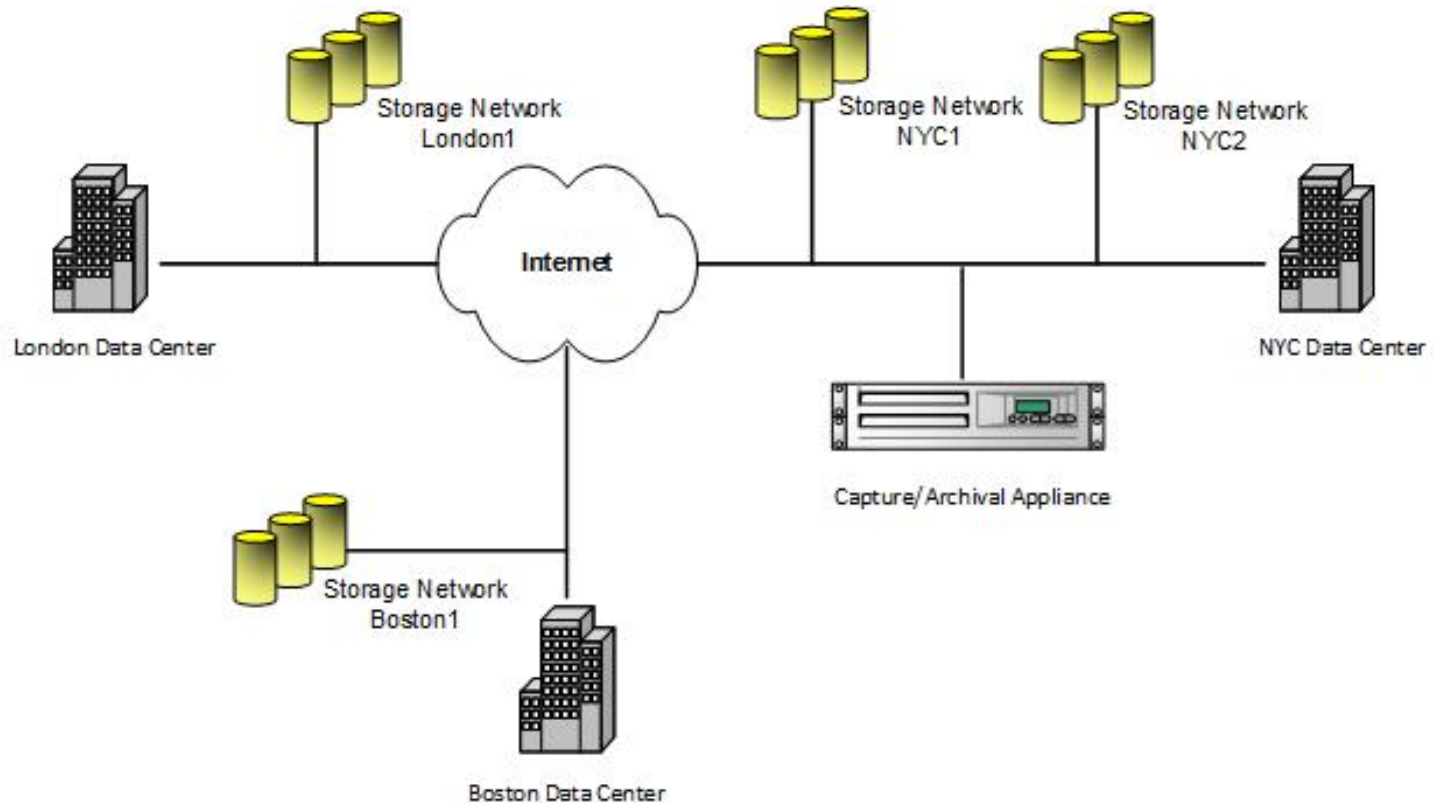 Storage Network
London1
Storage Network
NYC1
Storage Network
NYC2
Internet
London Data Center
NYC Data Center
Capture/Archival Appliance
Storage Network
Boston1
Boston Data Center